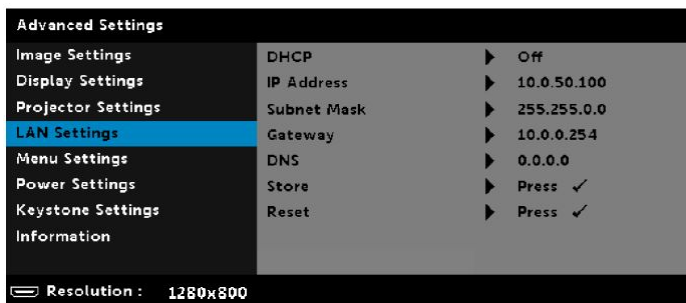 Advanced Settings
Image Settings
Display Settings
Projector Settings
LAN Settings
Menu Settings
Power Settings
Keystone Settings
Information
DHCP Off
IP Address 10.0.50.100
Subnet Mask 255.255.0.0
Gateway 10.0.0.254
DNS 0.0.0.0
Store Press ✓
Reset Press ✓
Resolution : 1280x800